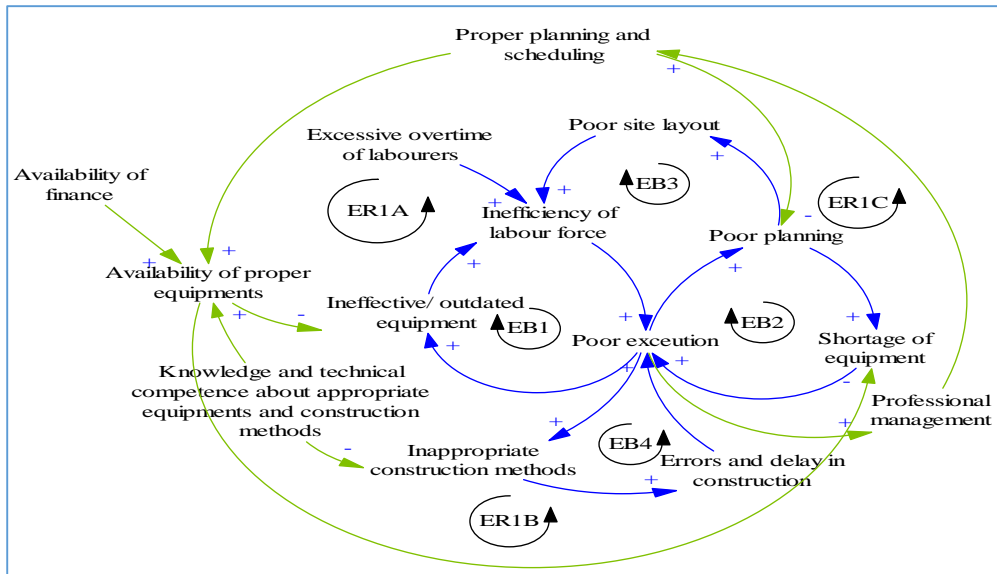 Proper planning and
scheduling
+
Excessive overtime
of labourers
Poor site layout
Availability of
finance
EB3
ER1A
ER1C
+
+
+
Inefficiency of
labour force
-
Poor planning
+
+
Availability of proper
equipments
+
+
Ineffective/ outdated
equipment
-
+
EB1
EB2
+
+
Poor exceution
Shortage of
equipment
+
+
+
-
Knowledge and technical
competence about appropriate
equipments and construction
methods
Professional
management
+
+
-
EB4
Inappropriate
construction methods
Errors and delay in
construction
+
ER1B